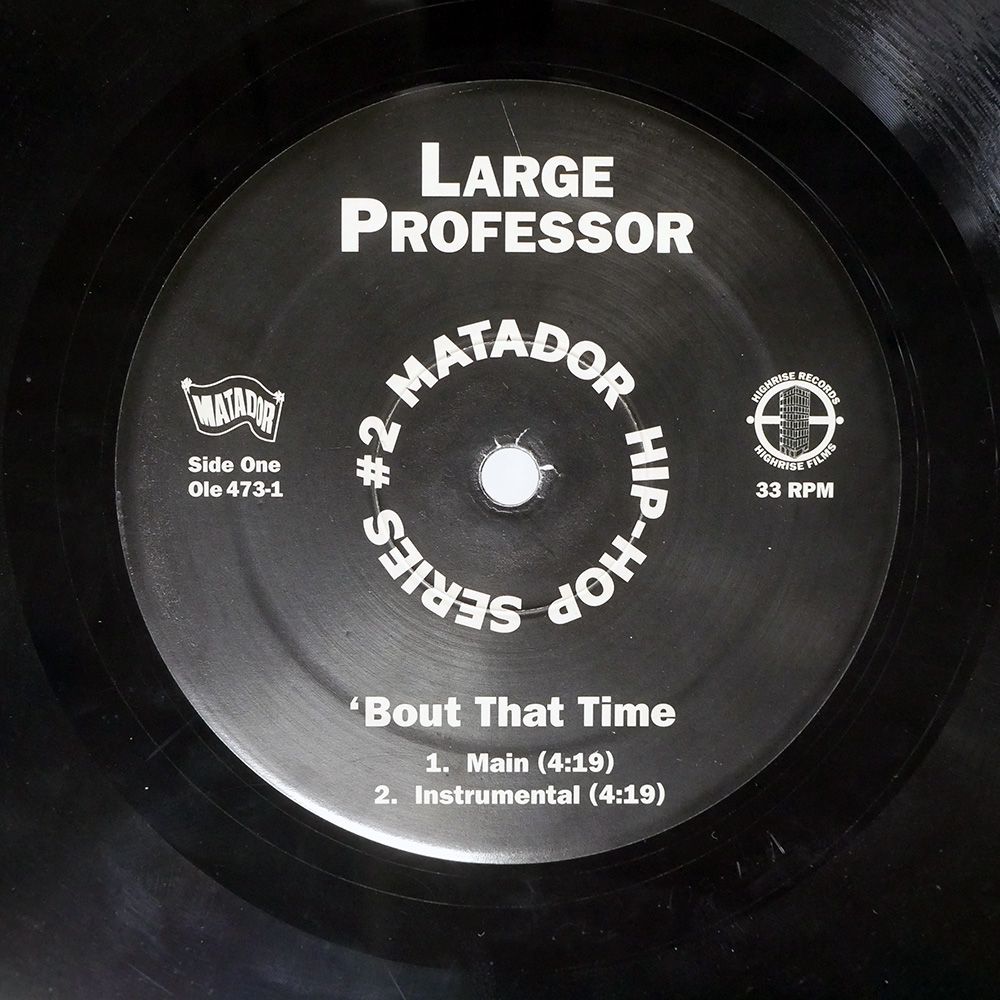 LARGE
PROFESSOR
MATADOR HIP-HOP SERIES #2
MATADOR
Side One
Ole 473-1
HIGHRISE RECORDS
HIGHRISE FILMS
33 RPM
‘Bout That Time
1. Main (4:19)
2. Instrumental (4:19)